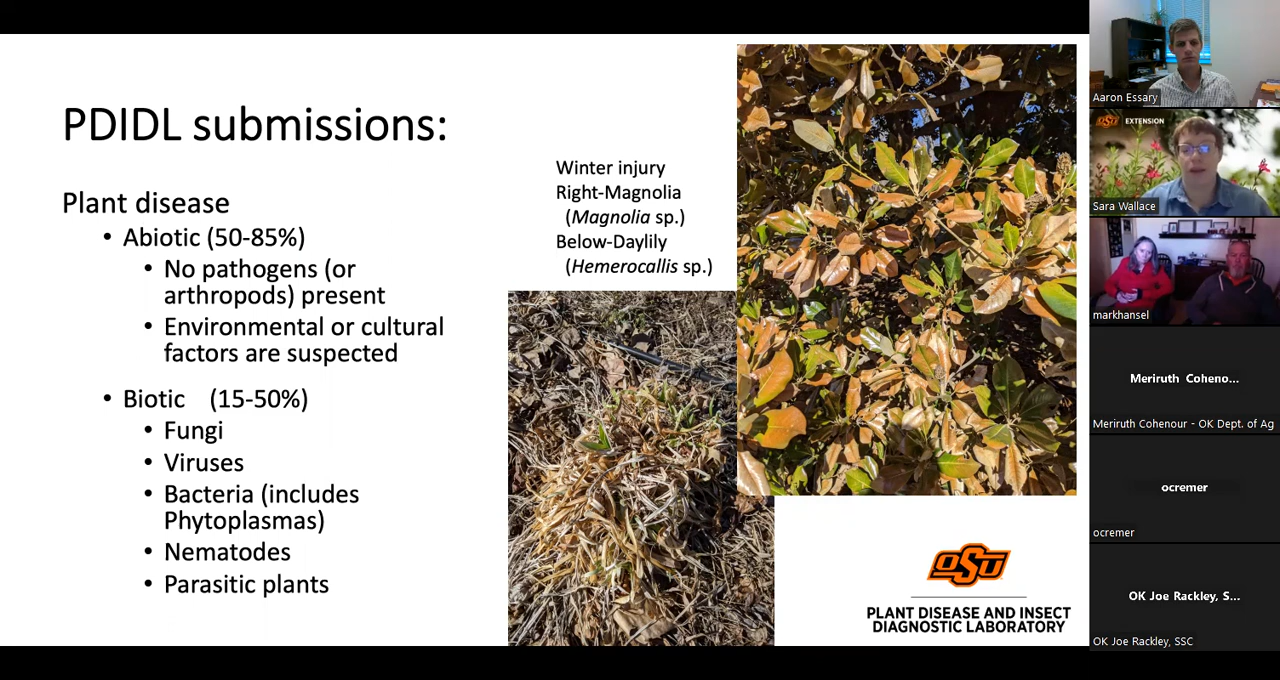 PDIDL submissions:
Plant disease
• Abiotic (50-85%)
• No pathogens (or
arthropods) present
• Environmental or cultural
factors are suspected
• Biotic (15-50%)
• Fungi
• Viruses
• Bacteria (includes
Phytoplasmas)
• Nematodes
• Parasitic plants
Winter injury
Right-Magnolia
(Magnolia sp.)
Below-Daylily
(Hemerocallis sp.)
OSU
PLANT DISEASE AND INSECT
DIAGNOSTIC LABORATORY
Aaron Essary
OSU EXTENSION
Sara Wallace
markhansel
Meriruth Coheno...
Meriruth Cohenour - OK Dept. of Ag
ocremer
ocremer
OK Joe Rackley, S...
OK Joe Rackley, SSC